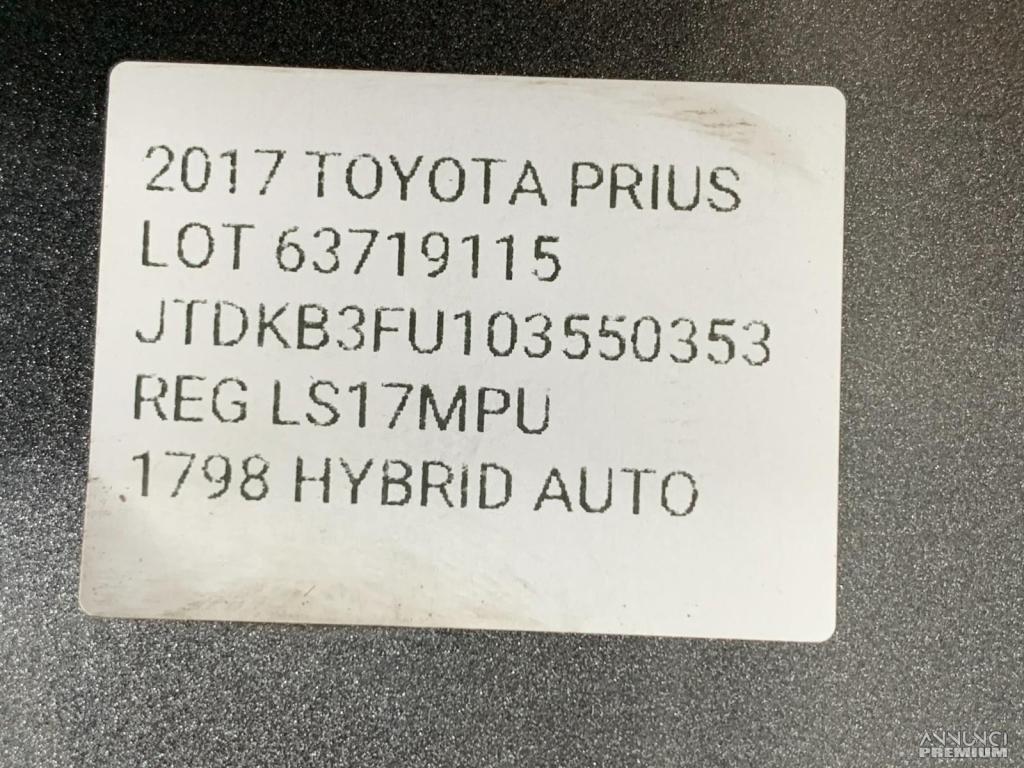 2017 TOYOTA PRIUS
LOT 63719115
JTDKB3FU103550353
REG LS17MPU
1798 HYBRID AUTO
ANNUNCI
PREMIUM